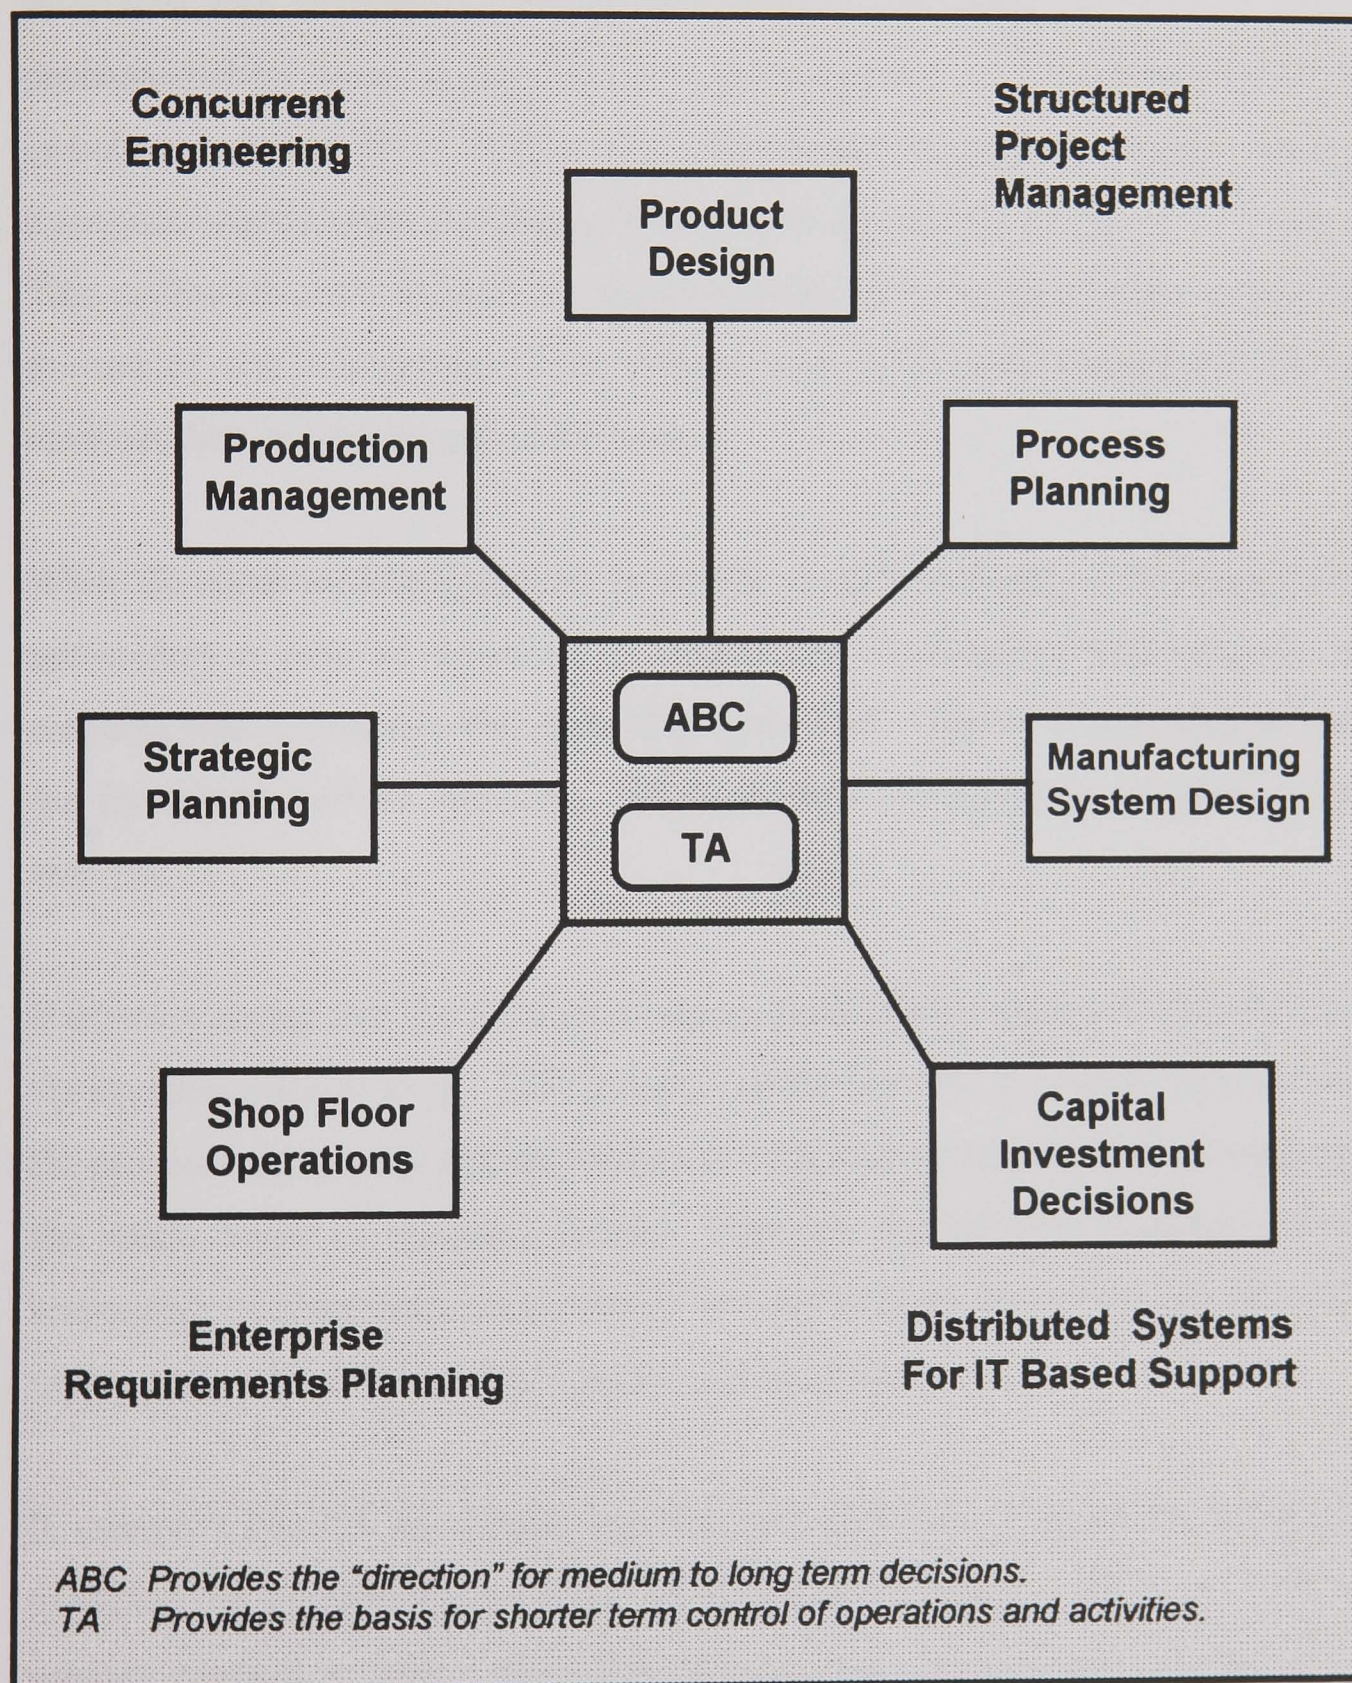 Concurrent
Engineering
Structured
Project
Management
Product
Design
Production
Management
Process
Planning
ABC
Strategic
Planning
Manufacturing
System Design
TA
Shop Floor
Operations
Capital
Investment
Decisions
Enterprise
Requirements Planning
Distributed Systems
For IT Based Support
ABC Provides the “direction” for medium to long term decisions.
TA Provides the basis for shorter term control of operations and activities.